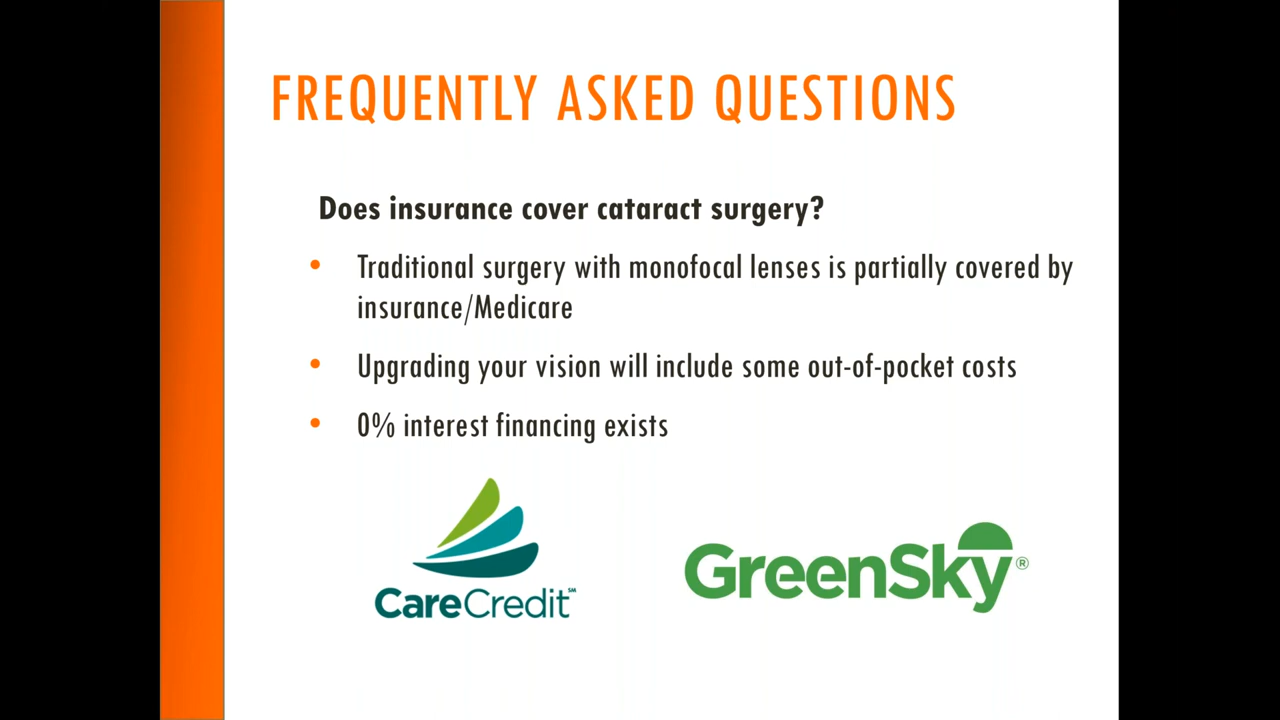 FREQUENTLY ASKED QUESTIONS
Does insurance cover cataract surgery?
• Traditional surgery with monofocal lenses is partially covered by
insurance/Medicare
• Upgrading your vision will include some out-of-pocket costs
• 0% interest financing exists
CareCredit℠
GreenSky®